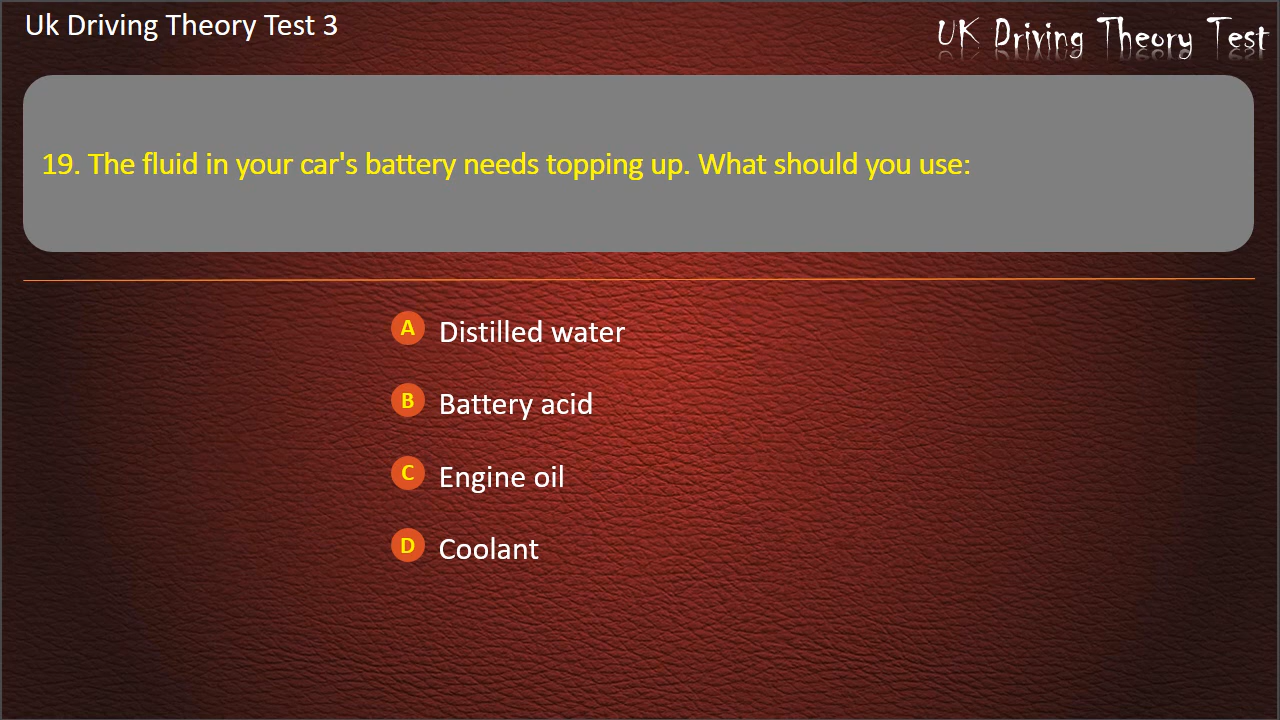 Uk Driving Theory Test 3
UK Driving Theory Test
19. The fluid in your car's battery needs topping up. What should you use:
A Distilled water
B Battery acid
C Engine oil
D Coolant